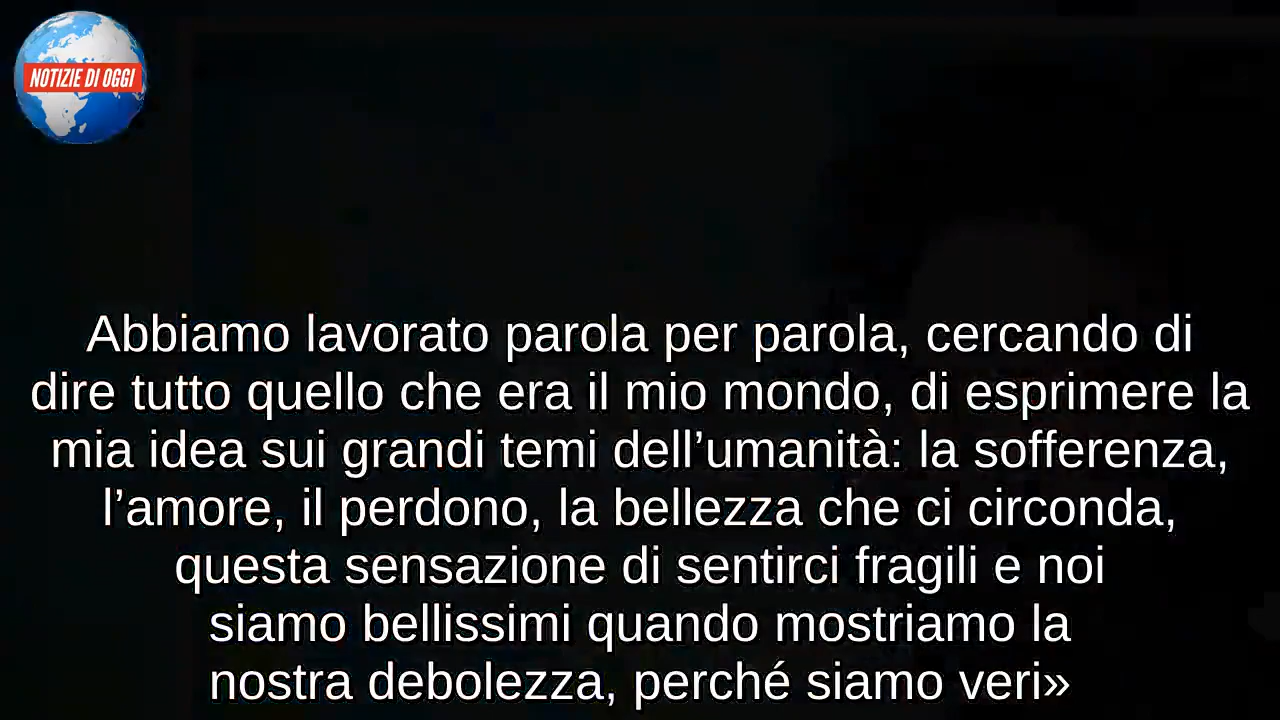 NOTIZIE DI OGGI
Abbiamo lavorato parola per parola, cercando di
dire tutto quello che era il mio mondo, di esprimere la
mia idea sui grandi temi dell’umanità: la sofferenza,
l’amore, il perdono, la bellezza che ci circonda,
questa sensazione di sentirci fragili e noi
siamo bellissimi quando mostriamo la
nostra debolezza, perché siamo veri»